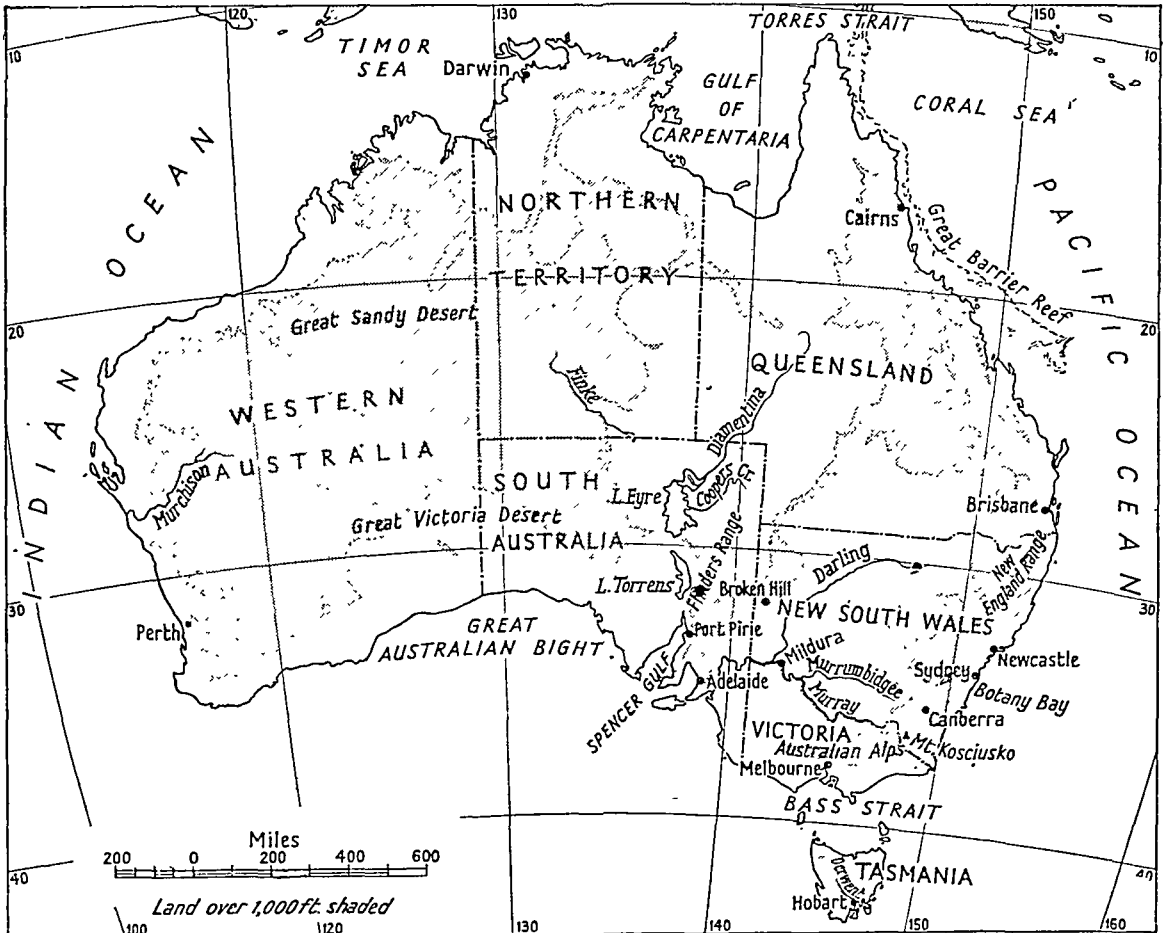 120
130
150
TORRES STRAIT
10
TIMOR
SEA
Darwin
GULF
OF
CARPENTARIA
CORAL SEA
10
INDIAN OCEAN
PACIFIC OCEAN
NORTHERN
TERRITORY
Cairns
Great Barrier Reef
20
Great Sandy Desert
20
QUEENSLAND
WESTERN
AUSTRALIA
Finke
Diamentina
Murchison
SOUTH
AUSTRALIA
L. Eyre
Coopers Cr.
Great Victoria Desert
Brisbane
Flinders Range
Darling
New
England Range
L. Torrens
Broken Hill
30
NEW SOUTH WALES
30
Perth
GREAT
AUSTRALIAN BIGHT
Port Pirie
Mildura
Newcastle
SPENCER GULF
Adelaide
Murrumbidgee
Sydney
Botany Bay
Murray
Canberra
VICTORIA
Australian Alps
Mt. Kosciusko
Melbourne
BASS STRAIT
Miles
200 0 200 400 600
TASMANIA
Derwent
40
40
Hobart
Land over 1,000 ft. shaded
100
120
130
140
150
160